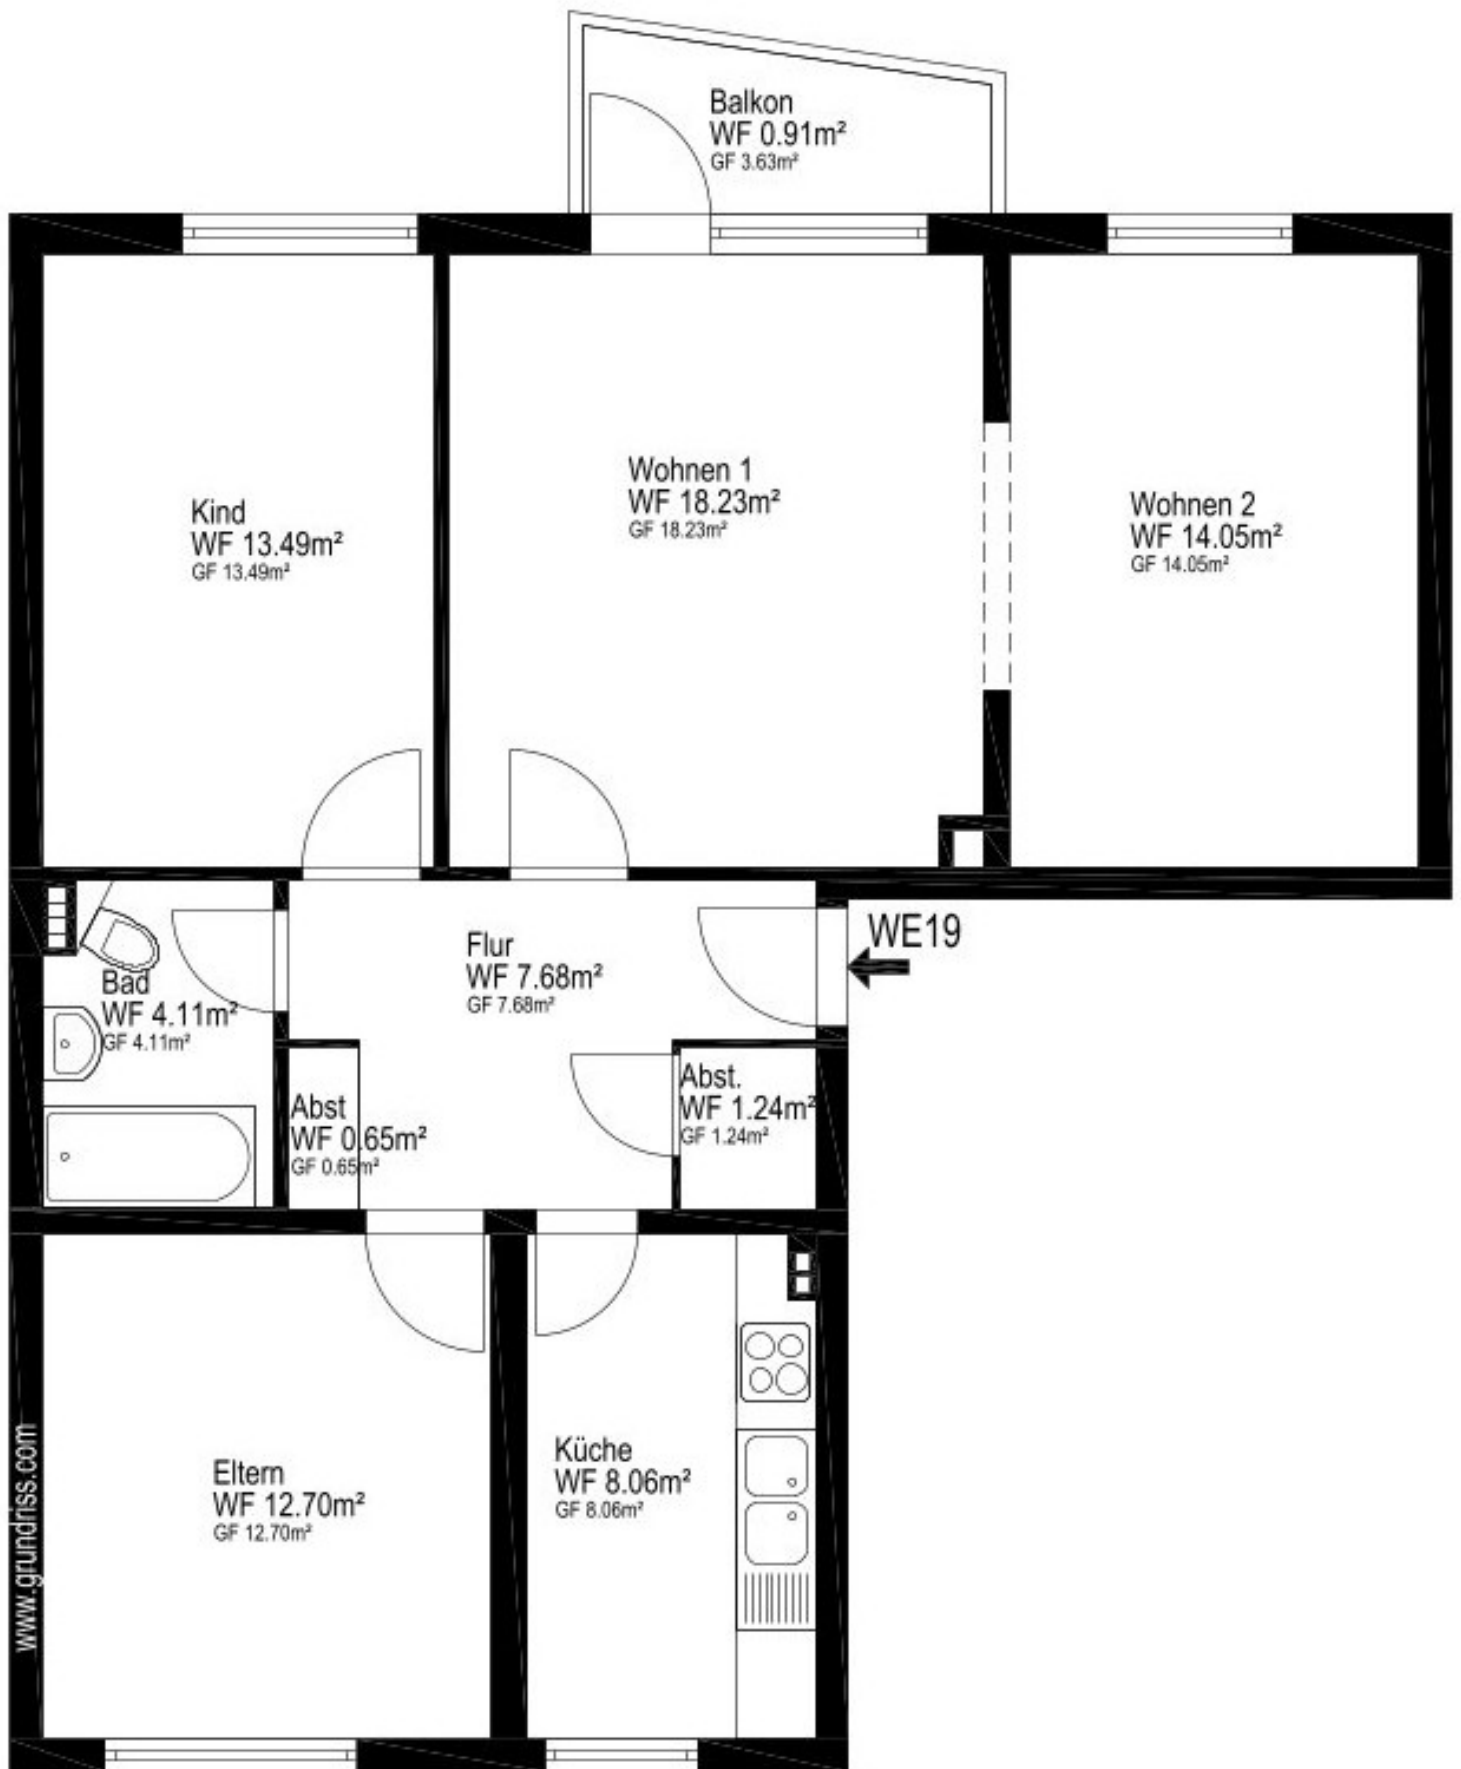 Balkon
WF 0.91m²
GF 3.63m²
Kind
WF 13.49m²
GF 13.49m²
Wohnen 1
WF 18.23m²
GF 18.23m²
Wohnen 2
WF 14.05m²
GF 14.05m²
Bad
WF 4.11m²
GF 4.11m²
Flur
WF 7.68m²
GF 7.68m²
WE19
Abst
WF 0.65m²
GF 0.65m²
Abst.
WF 1.24m²
GF 1.24m²
Eltern
WF 12.70m²
GF 12.70m²
Küche
WF 8.06m²
GF 8.06m²
www.grundriss.com